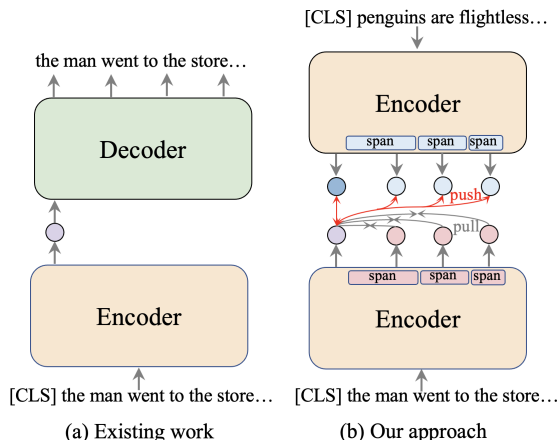 the man went to the store…
Decoder
Encoder
[CLS] the man went to the store…
(a) Existing work
[CLS] penguins are flightless…
Encoder
span span span
push
pull
span span span
Encoder
[CLS] the man went to the store…
(b) Our approach